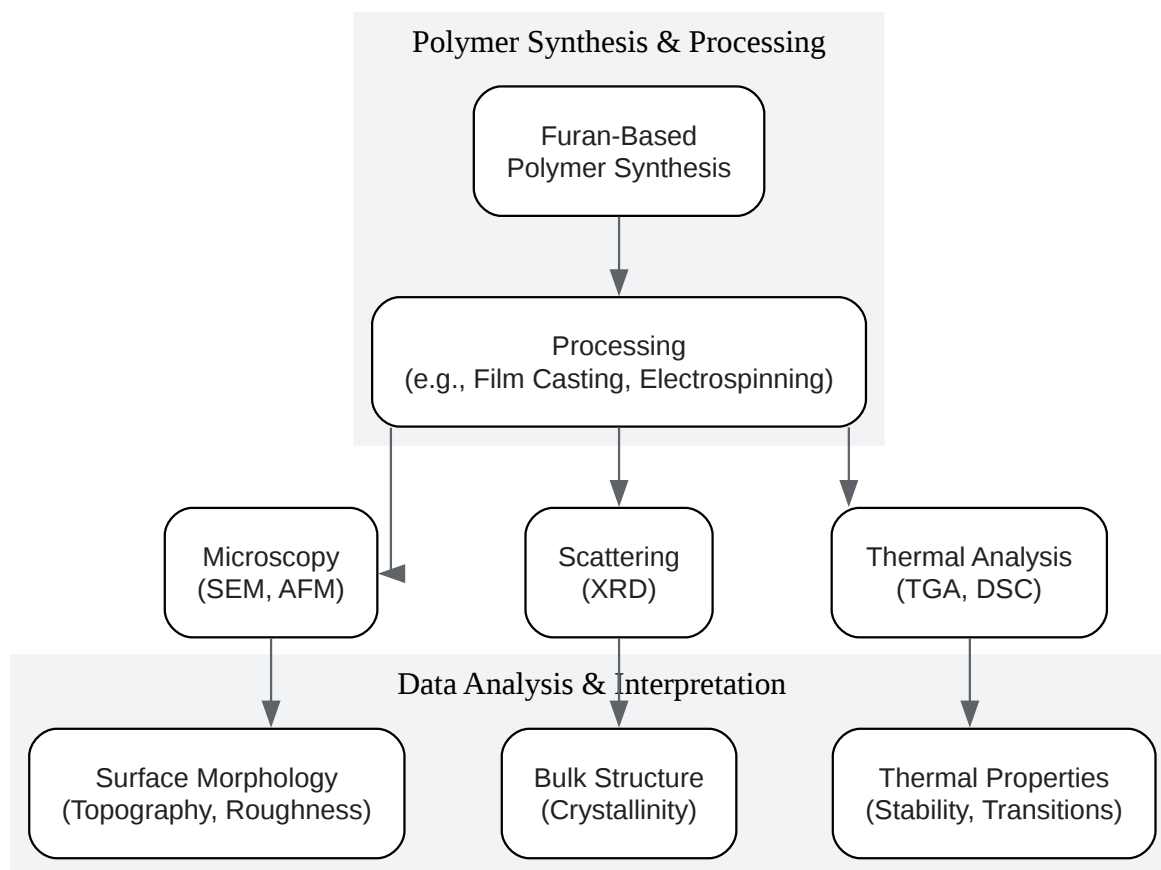 Polymer Synthesis & Processing
Furan-Based
Polymer Synthesis
Processing
(e.g., Film Casting, Electrospinning)
Microscopy
(SEM, AFM)
Scattering
(XRD)
Thermal Analysis
(TGA, DSC)
Data Analysis & Interpretation
Surface Morphology
(Topography, Roughness)
Bulk Structure
(Crystallinity)
Thermal Properties
(Stability, Transitions)